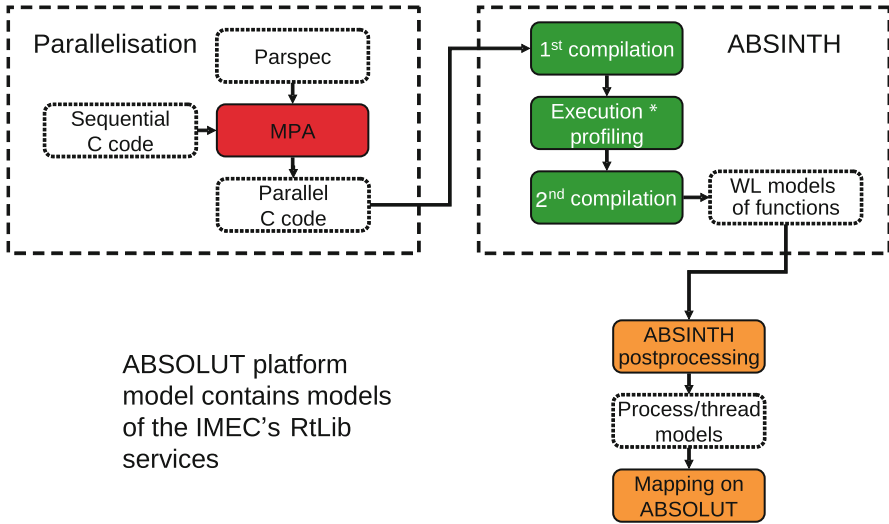 Parallelisation
Parspec
Sequential
C code
MPA
Parallel
C code
ABSINTH
1st compilation
Execution *
profiling
2nd compilation
WL models
of functions
ABSINTH
postprocessing
Process/thread
models
Mapping on
ABSOLUT
ABSOLUT platform
model contains models
of the IMEC's RtLib
services